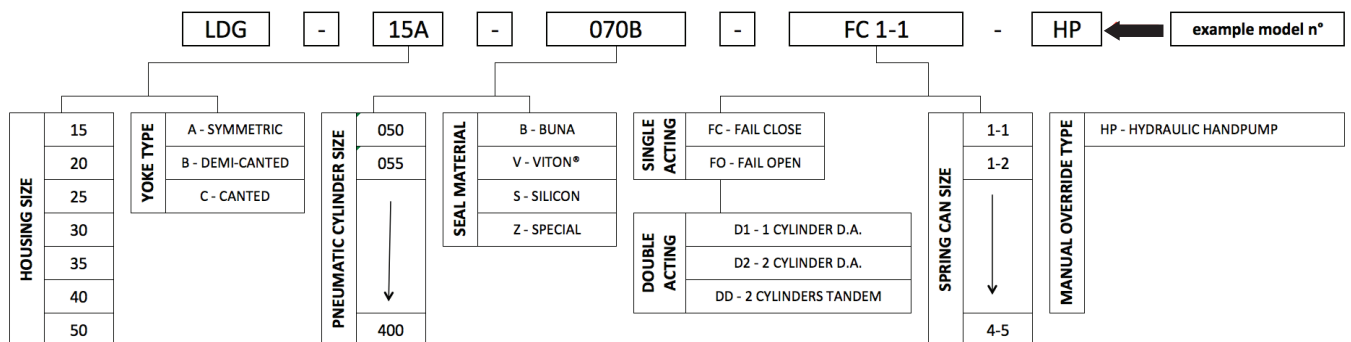 LDG - 15A - 070B - FC 1-1 - HP example model n°
HOUSING SIZE
15
20
25
30
35
40
50
YOKE TYPE
A - SYMMETRIC
B - DEMI-CANTED
C - CANTED
PNEUMATIC CYLINDER SIZE
050
055
400
SEAL MATERIAL
B - BUNA
V - VITON®
S - SILICON
Z - SPECIAL
SINGLE
ACTING
FC - FAIL CLOSE
FO - FAIL OPEN
DOUBLE
ACTING
D1 - 1 CYLINDER D.A.
D2 - 2 CYLINDER D.A.
DD - 2 CYLINDERS TANDEM
SPRING CAN SIZE
1-1
1-2
4-5
MANUAL OVERRIDE TYPE
HP - HYDRAULIC HANDPUMP